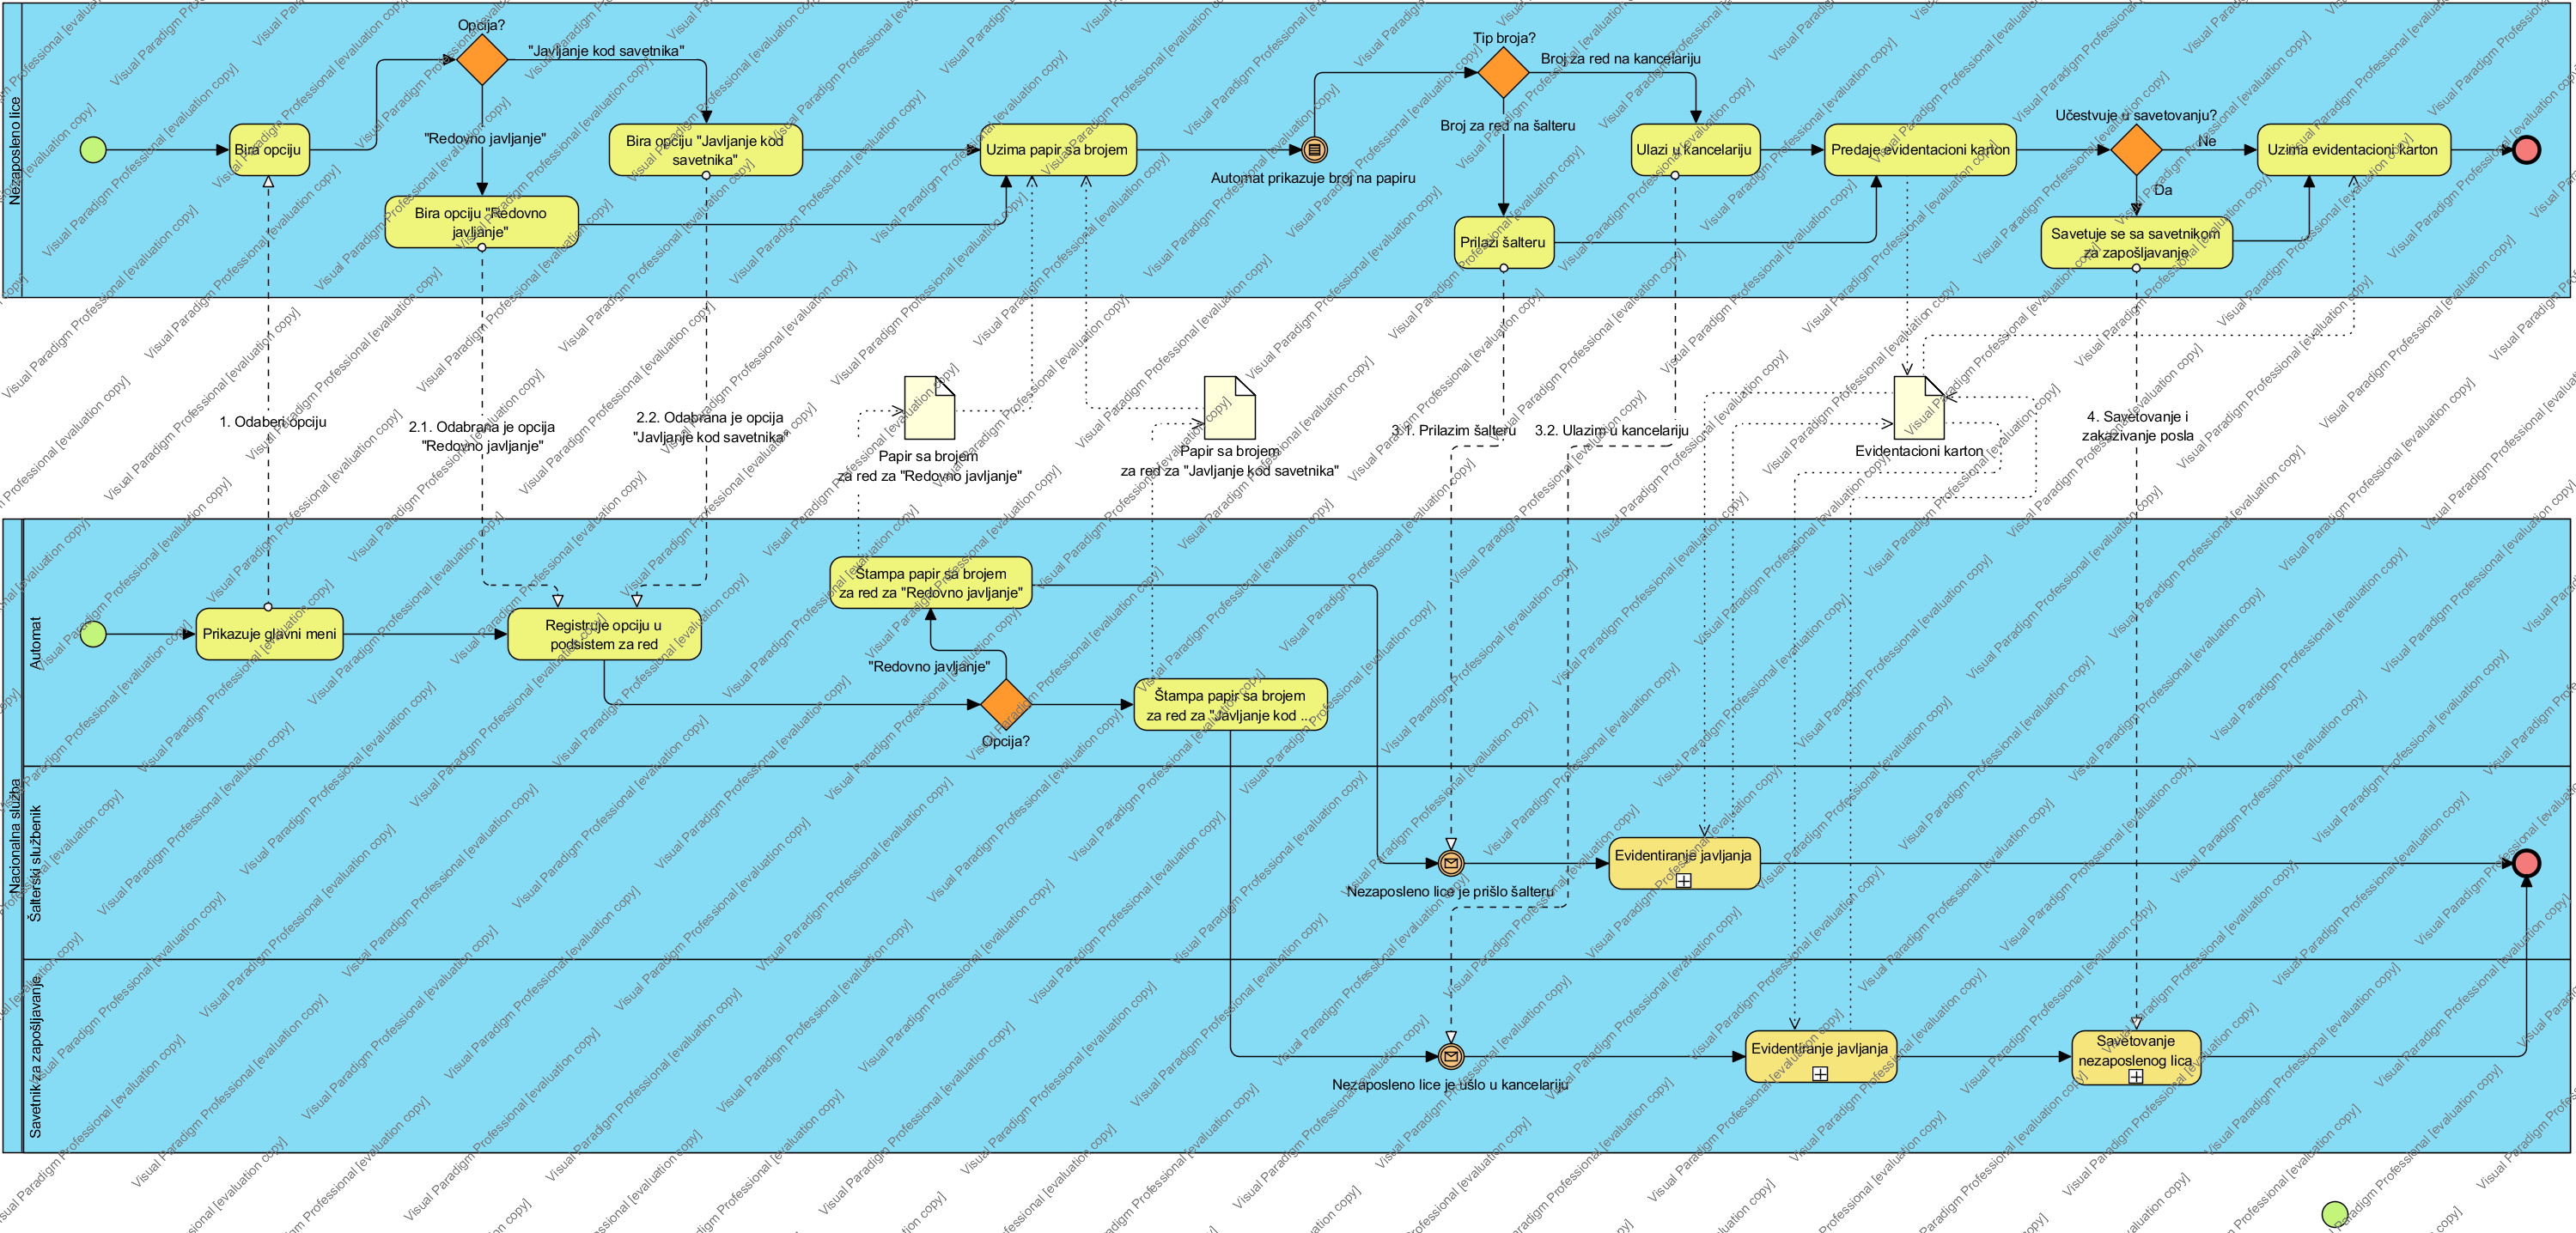 Nezaposleno lice
Opcija?
"Javljanje kod savetnika"
"Redovno javljanje"
Bira opciju
Bira opciju "Javljanje kod
savetnika"
Bira opciju "Redovno
javljanje"
Uzima papir sa brojem
Automat prikazuje broj na papiru
Tip broja?
Broj za red na kancelariju
Broj za red na šalteru
Prilazi šalteru
Ulazi u kancelariju
Predaje evidentacioni karton
Učestvuje u savetovanju?
Ne
Da
Savetuje se sa savetnikom
za zapošljavanje
Uzima evidentacioni karton
1. Odaberi opciju
2.1. Odabrana je opcija
"Redovno javljanje"
2.2. Odabrana je opcija
"Javljanje kod savetnika"
Papir sa brojem
za red za "Redovno javljanje"
Papir sa brojem
za red za "Javljanje kod savetnika"
3.1. Prilazim šalteru
3.2. Ulazim u kancelariju
Evidentacioni karton
4. Savetovanje i
zakazivanje posla
Nacionalna služba
Automat
Prikazuje glavni meni
Registruje opciju u
podsistem za red
Štampa papir sa brojem
za red za "Redovno javljanje"
"Redovno javljanje"
Opcija?
Štampa papir sa brojem
za red za "Javljanje kod ...
Šalterski službenik
Nezaposleno lice je prišlo šalteru
Evidentiranje javljanja
Savetnik za zapošljavanje
Nezaposleno lice je ušlo u kancelariju
Evidentiranje javljanja
Savetovanje
nezaposlenog lica
Visual Paradigm Professional [evaluation copy]